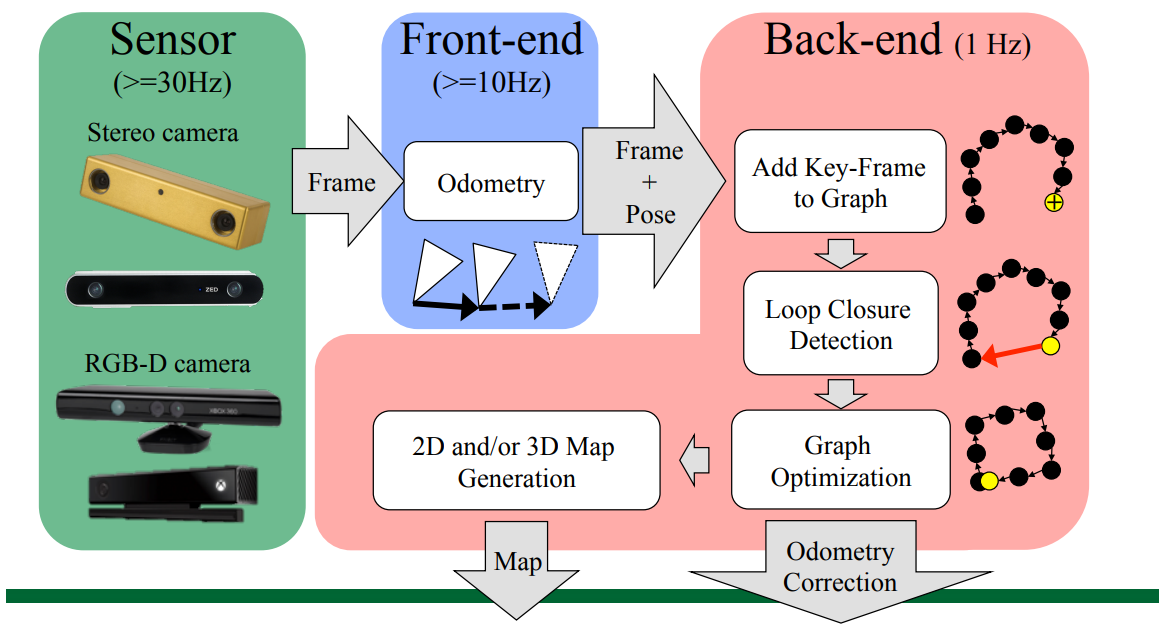 Sensor
(>=30Hz)
Stereo camera
ZED
RGB-D camera
XBOX 360
Frame
Front-end
(>=10Hz)
Odometry
Frame
+
Pose
Back-end (1 Hz)
Add Key-Frame
to Graph
Loop Closure
Detection
Graph
Optimization
2D and/or 3D Map
Generation
Map
Odometry
Correction